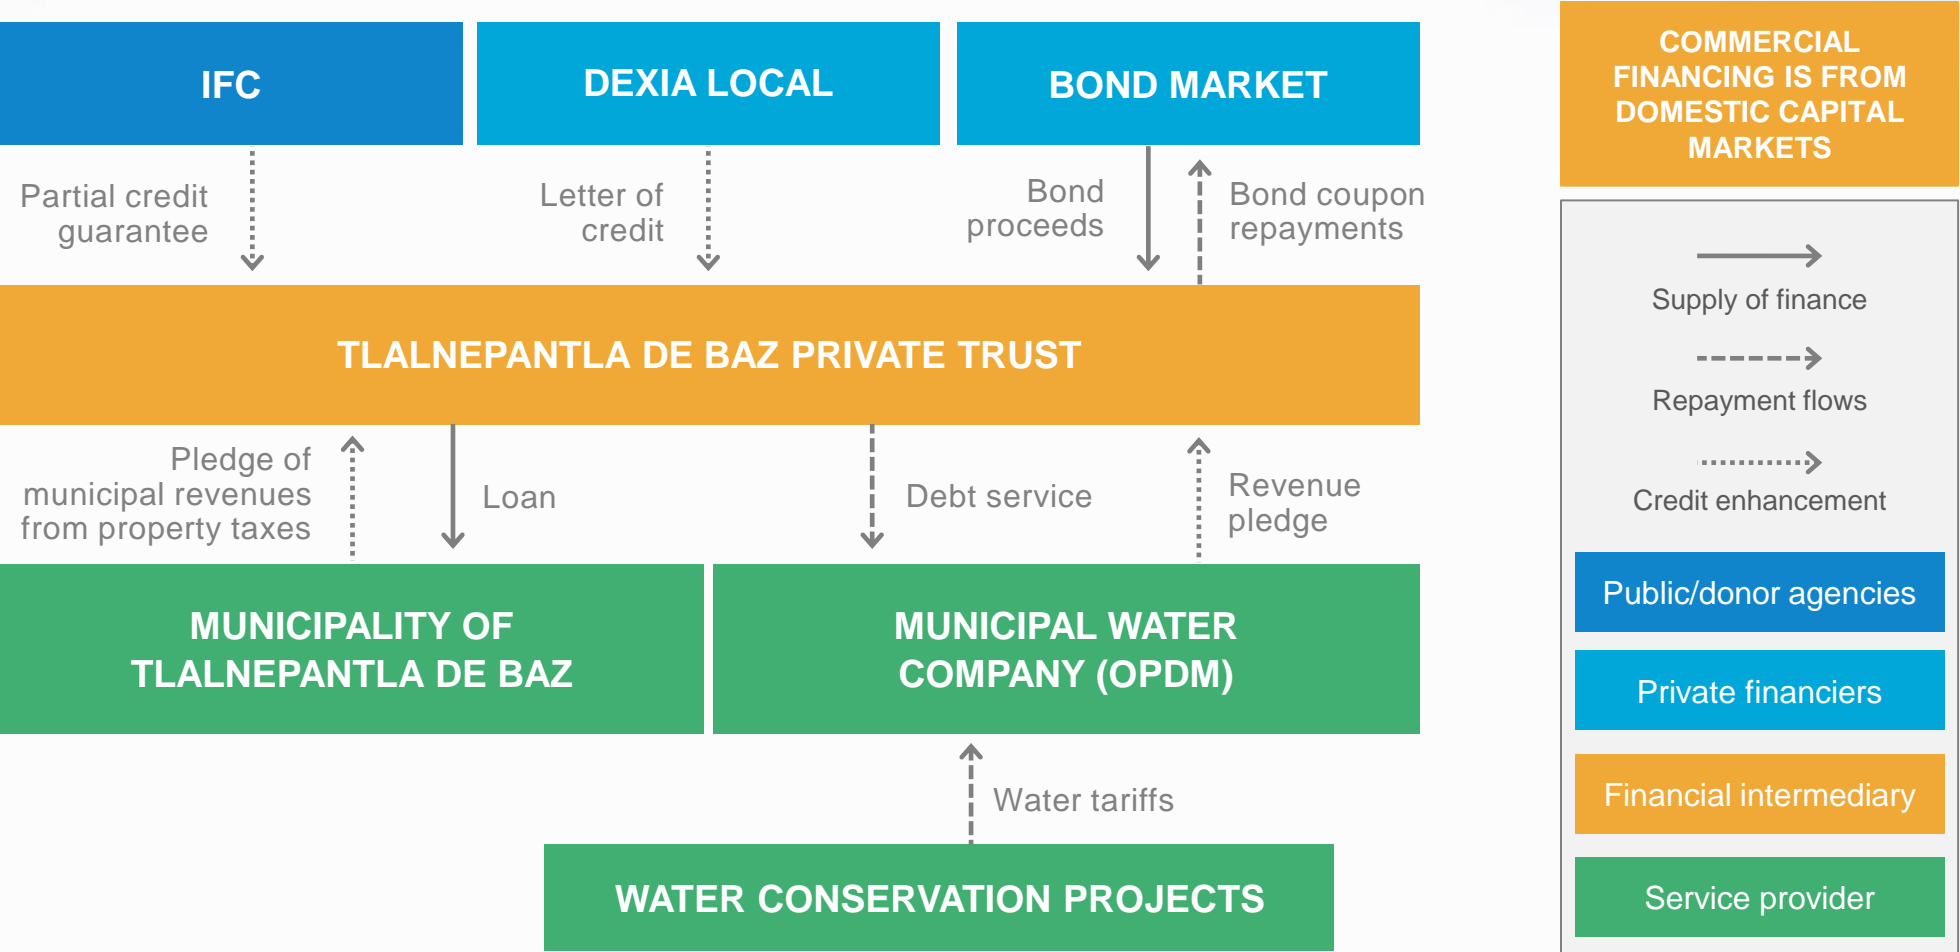 IFC
DEXIA LOCAL
BOND MARKET
Partial credit
guarantee
Letter of
credit
Bond
proceeds
Bond coupon
repayments
TLALNEPANTLA DE BAZ PRIVATE TRUST
Pledge of
municipal revenues
from property taxes
Loan
Debt service
Revenue
pledge
MUNICIPALITY OF
TLALNEPANTLA DE BAZ
MUNICIPAL WATER
COMPANY (OPDM)
Water tariffs
WATER CONSERVATION PROJECTS
COMMERCIAL
FINANCING IS FROM
DOMESTIC CAPITAL
MARKETS
Supply of finance
Repayment flows
Credit enhancement
Public/donor agencies
Private financiers
Financial intermediary
Service provider